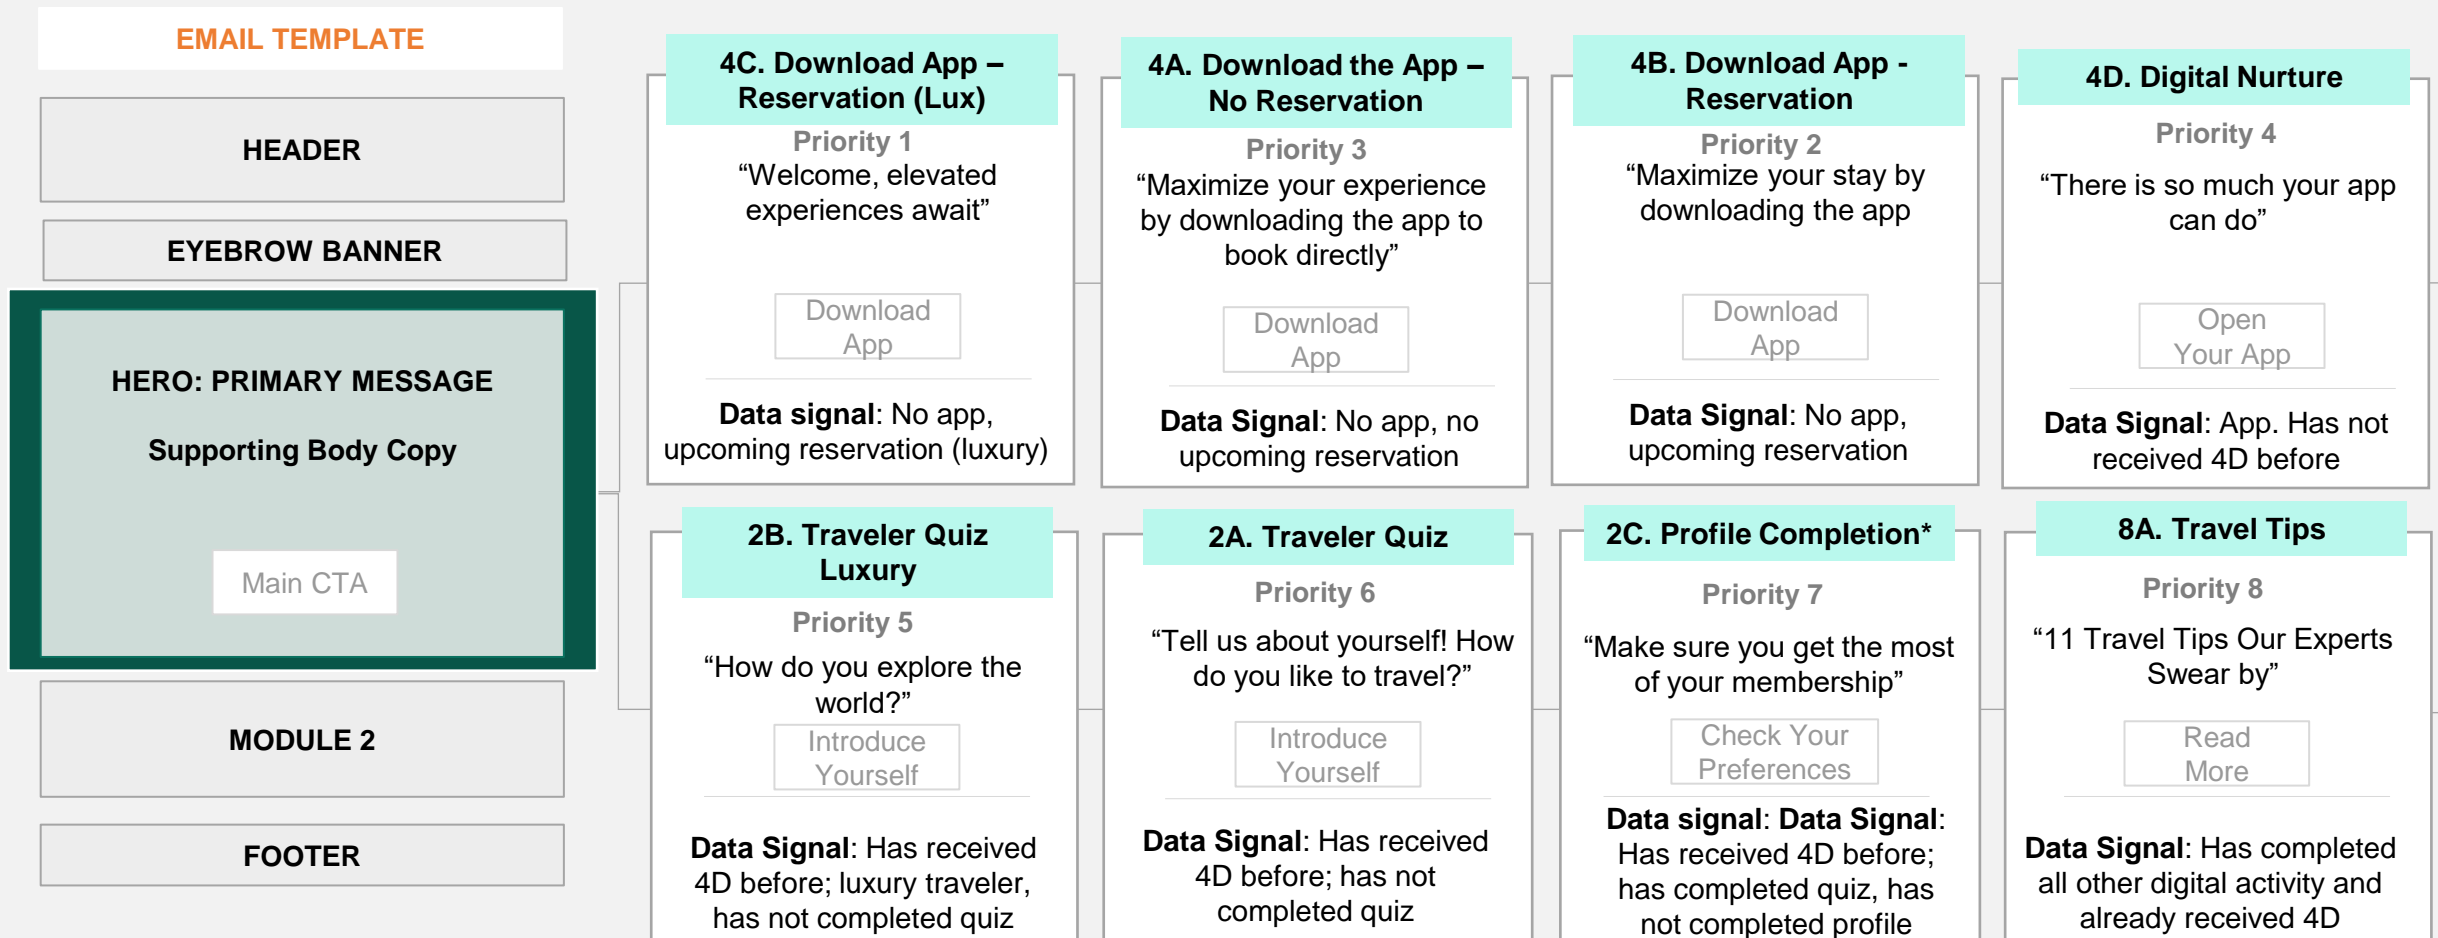 EMAIL TEMPLATE
HEADER
EYEBROW BANNER
HERO: PRIMARY MESSAGE
Supporting Body Copy
Main CTA
MODULE 2
FOOTER
4C. Download App –
Reservation (Lux)
Priority 1
“Welcome, elevated
experiences await”
Download
App
Data signal: No app,
upcoming reservation (luxury)
4A. Download the App –
No Reservation
Priority 3
“Maximize your experience
by downloading the app to
book directly”
Download
App
Data Signal: No app, no
upcoming reservation
4B. Download App -
Reservation
Priority 2
“Maximize your stay by
downloading the app
Download
App
Data Signal: No app,
upcoming reservation
4D. Digital Nurture
Priority 4
“There is so much your app
can do”
Open
Your App
Data Signal: App. Has not
received 4D before
2B. Traveler Quiz
Luxury
Priority 5
“How do you explore the
world?”
Introduce
Yourself
Data Signal: Has received
4D before; luxury traveler,
has not completed quiz
2A. Traveler Quiz
Priority 6
“Tell us about yourself! How
do you like to travel?”
Introduce
Yourself
Data Signal: Has received
4D before; has not
completed quiz
2C. Profile Completion*
Priority 7
“Make sure you get the most
of your membership”
Check Your
Preferences
Data signal: Data Signal:
Has received 4D before;
has completed quiz, has
not completed profile
8A. Travel Tips
Priority 8
“11 Travel Tips Our Experts
Swear by”
Read
More
Data Signal: Has completed
all other digital activity and
already received 4D